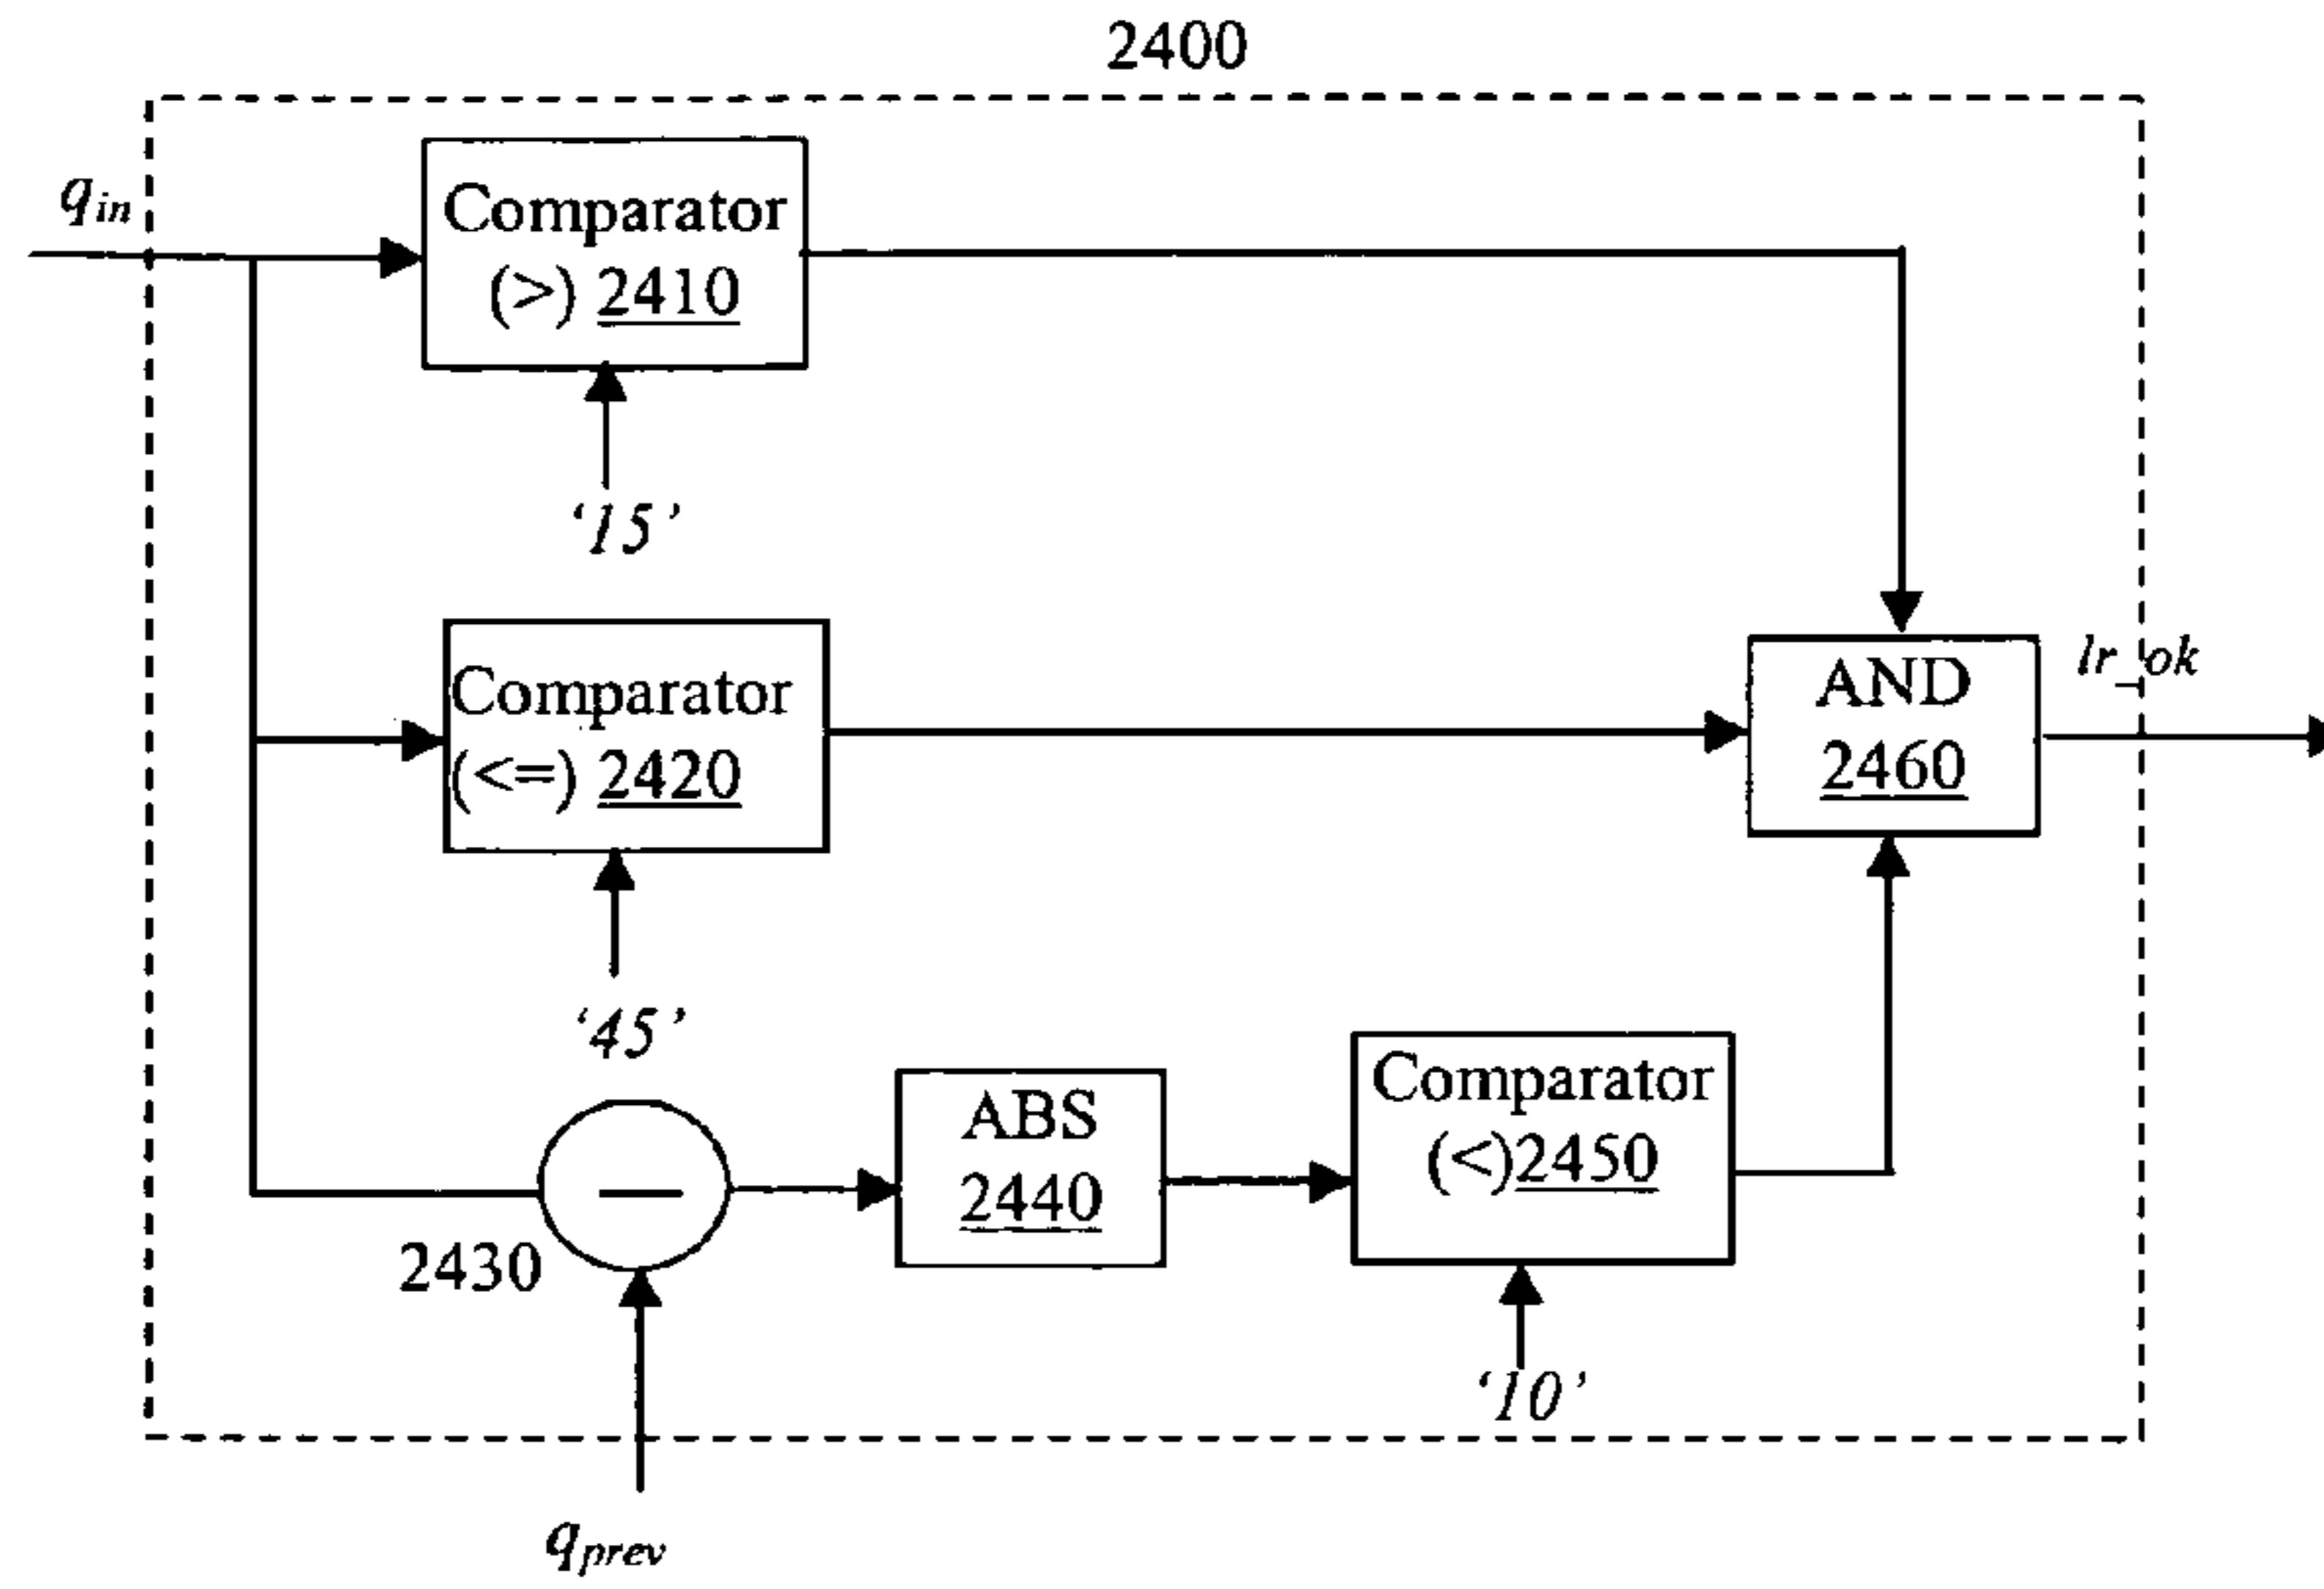 2400
q_in
Comparator
(>) 2410
‘15’
Comparator
(<=) 2420
‘45’
AND
2460
lr_ok
2430
—
ABS
2440
Comparator
(<)2450
‘10’
q_prev